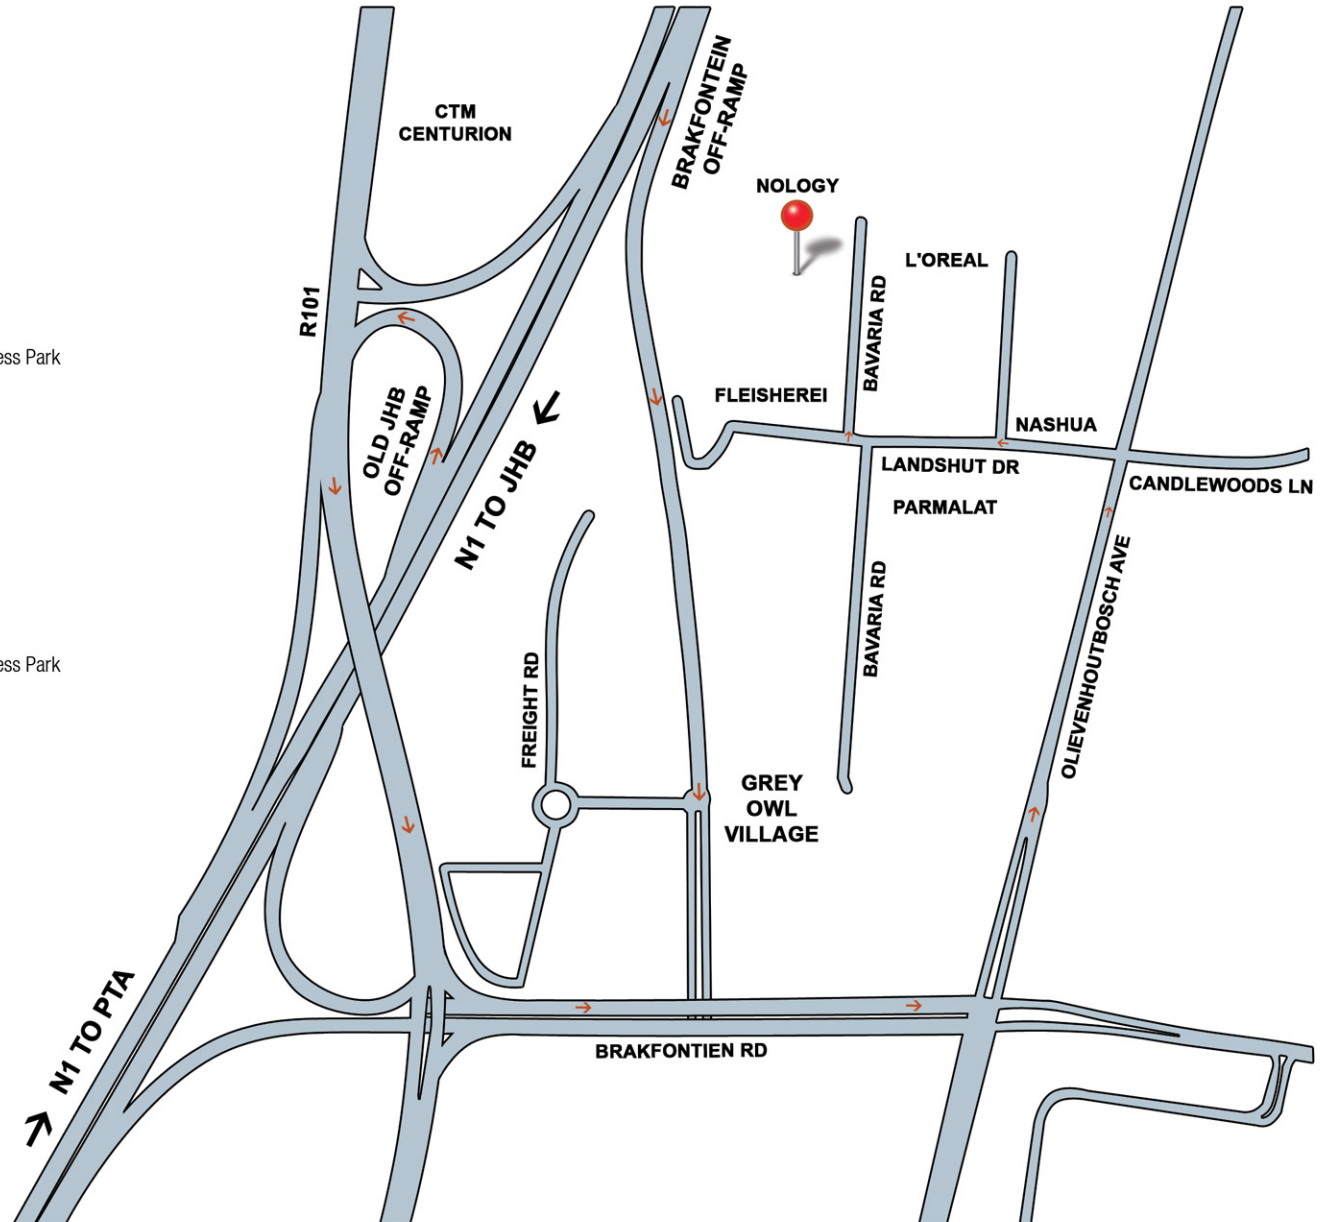 CTM
CENTURION
BRAKFONTEIN
OFF-RAMP
NOLOGY
L'OREAL
R101
BAVARIA RD
ess Park
OLD JHB
OFF-RAMP
FLEISHEREI
NASHUA
N1 TO JHB
LANDSHUT DR
CANDLEWOODS LN
PARMALAT
BAVARIA RD
OLIEVENHOUTBOSCH AVE
ess Park
FREIGHT RD
GREY
OWL
VILLAGE
N1 TO PTA
BRAKFONTIEN RD